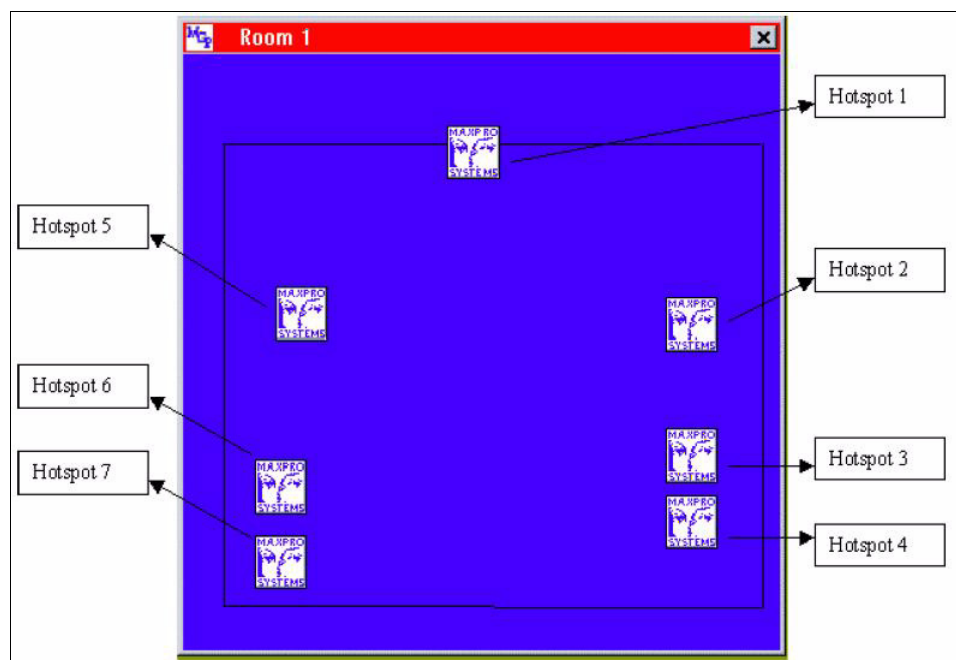 MGP Room 1
Hotspot 1
MAXPRO
SYSTEMS
Hotspot 5
Hotspot 2
MAXPRO
SYSTEMS
MAXPRO
SYSTEMS
Hotspot 6
Hotspot 3
MAXPRO
SYSTEMS
Hotspot 7
MAXPRO
SYSTEMS
MAXPRO
SYSTEMS
Hotspot 4
MAXPRO
SYSTEMS